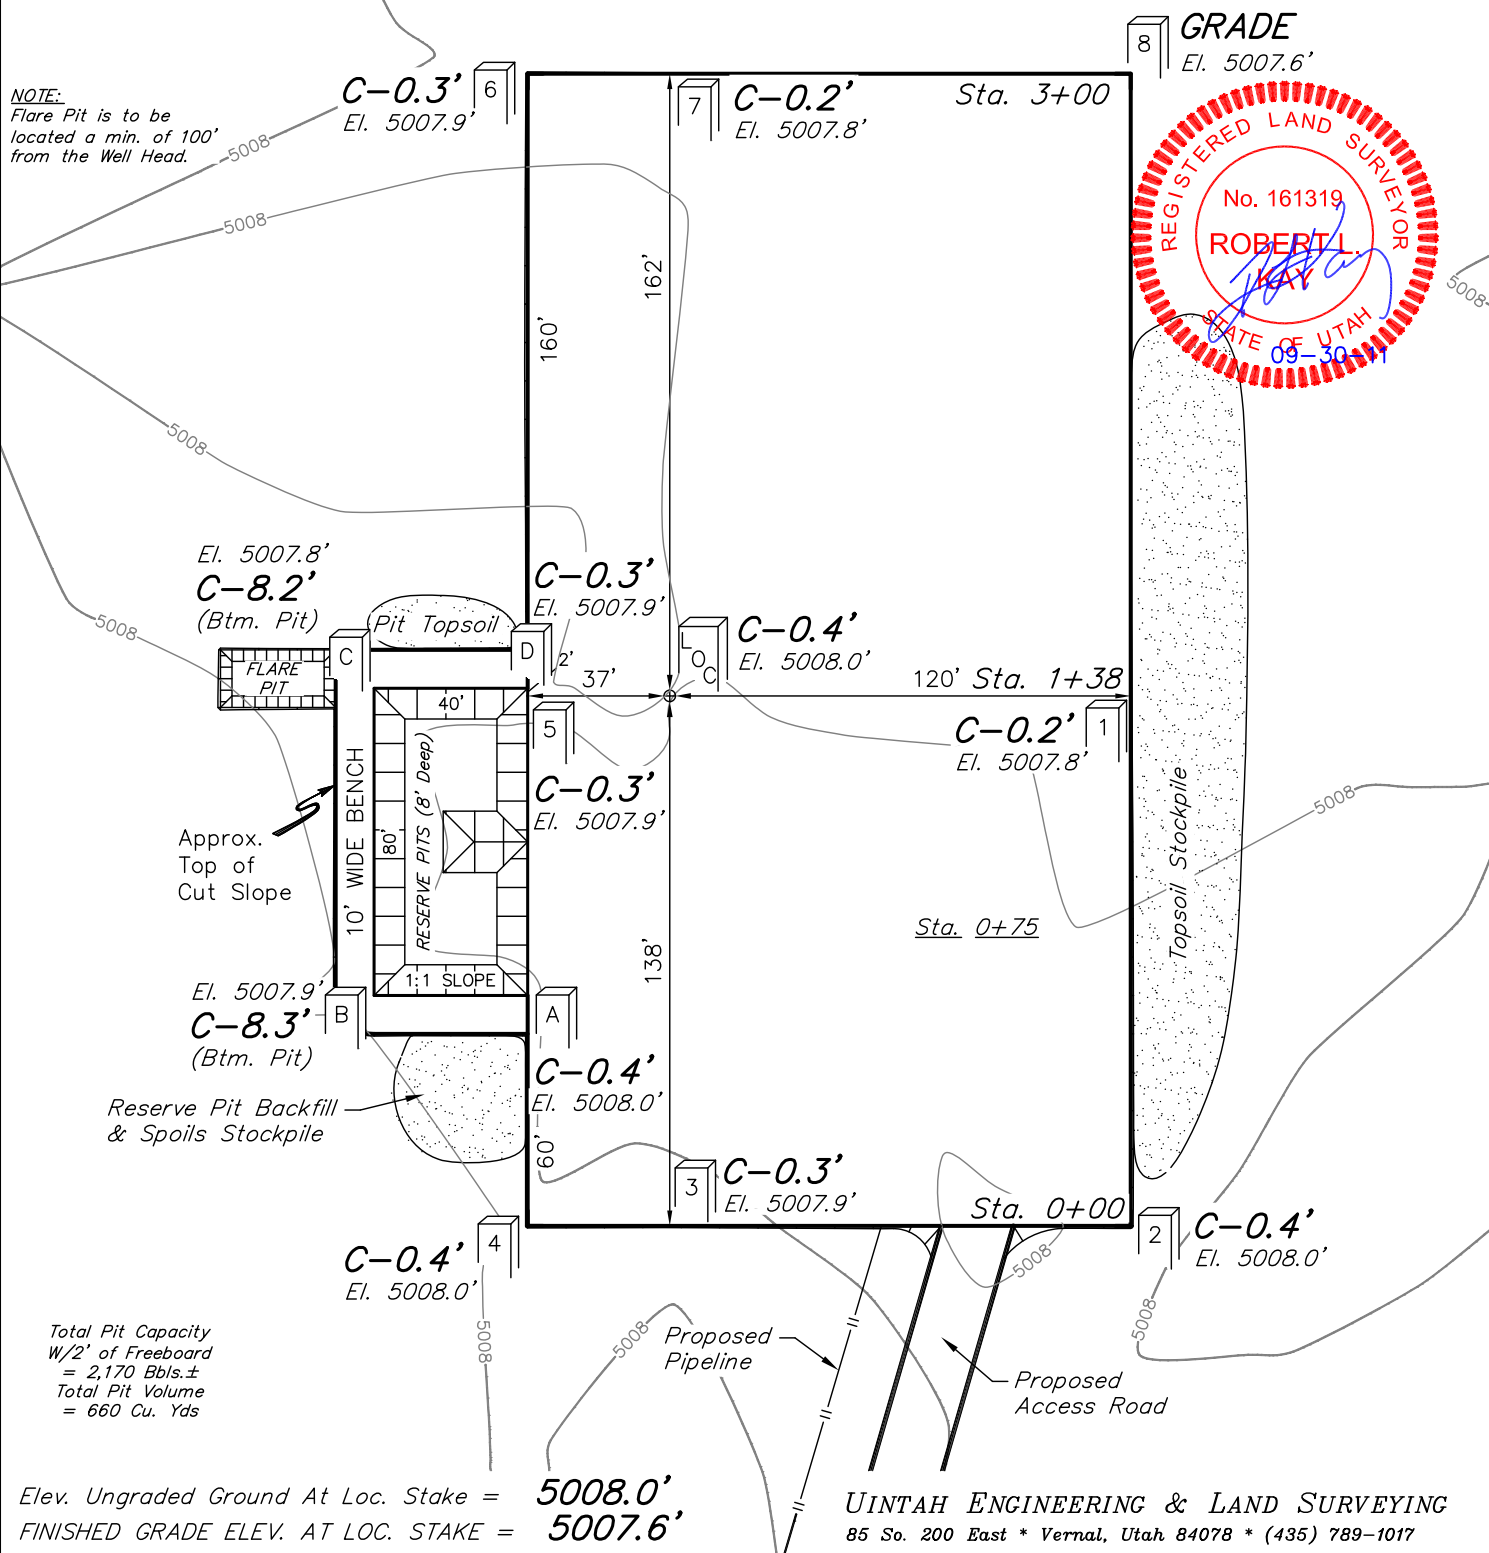 8
GRADE
El. 5007.6'
NOTE:
Flare Pit is to be
located a min. of 100'
from the Well Head.
C-0.3'
El. 5007.9'
6
7
C-0.2'
El. 5007.8'
Sta. 3+00
REGISTERED LAND SURVEYOR
No. 161319
ROBERT L.
KAY
STATE OF UTAH
09-30-11
5008
5008
5008
5008
5008
162'
160'
El. 5007.8'
C-8.2'
(Btm. Pit)
Pit Topsoil
C
D
FLARE
PIT
C-0.3'
El. 5007.9'
2'
37'
LOC
C-0.4'
El. 5008.0'
120'
Sta. 1+38
40'
5
C-0.2'
El. 5007.8'
1
C-0.3'
El. 5007.9'
Approx.
Top of
Cut Slope
10' WIDE BENCH
80'
RESERVE PITS (8' Deep)
1:1 SLOPE
5008
Topsoil Stockpile
Sta. 0+75
138'
El. 5007.9'
C-8.3'
(Btm. Pit)
B
A
C-0.4'
El. 5008.0'
Reserve Pit Backfill
& Spoils Stockpile
60'
3
C-0.3'
El. 5007.9'
Sta. 0+00
4
C-0.4'
El. 5008.0'
2
C-0.4'
El. 5008.0'
5008
5008
5008
5008
Total Pit Capacity
W/2' of Freeboard
= 2,170 Bbls.±
Total Pit Volume
= 660 Cu. Yds
Proposed
Pipeline
Proposed
Access Road
Elev. Ungraded Ground At Loc. Stake = 5008.0'
FINISHED GRADE ELEV. AT LOC. STAKE = 5007.6'
UINTAH ENGINEERING & LAND SURVEYING
85 So. 200 East * Vernal, Utah 84078 * (435) 789-1017